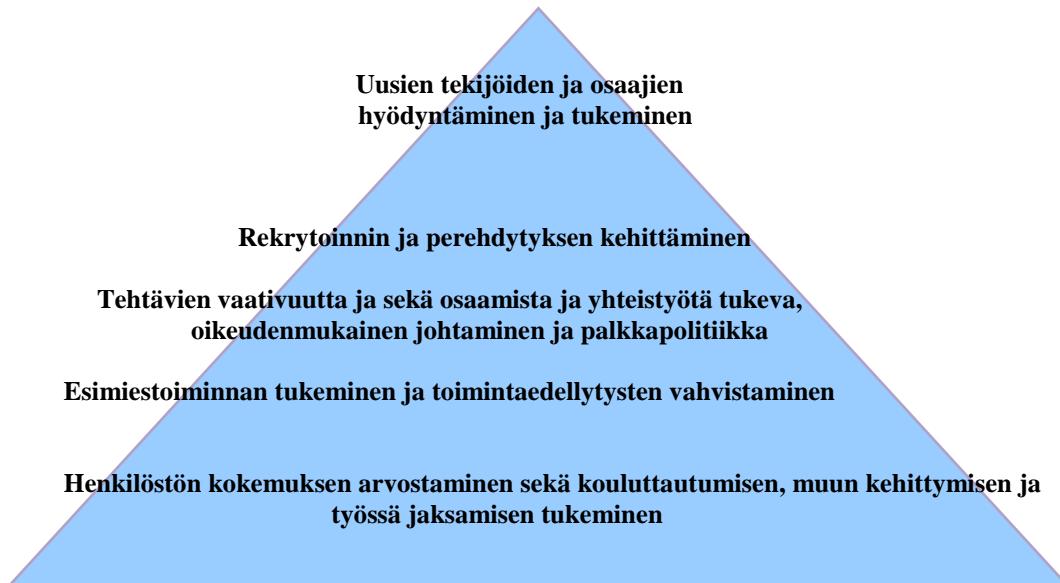 Uusien tekijöiden ja osaajien
hyödyntäminen ja tukeminen
Rekrytoinnin ja perehdytyksen kehittäminen
Tehtävien vaativuutta ja sekä osaamista ja yhteistyötä tukeva,
oikeudenmukainen johtaminen ja palkkapolitiikka
Esimiestoiminnan tukeminen ja toimintaedellytysten vahvistaminen
Henkilöstön kokemuksen arvostaminen sekä kouluttautumisen, muun kehittymisen ja
työssä jaksamisen tukeminen